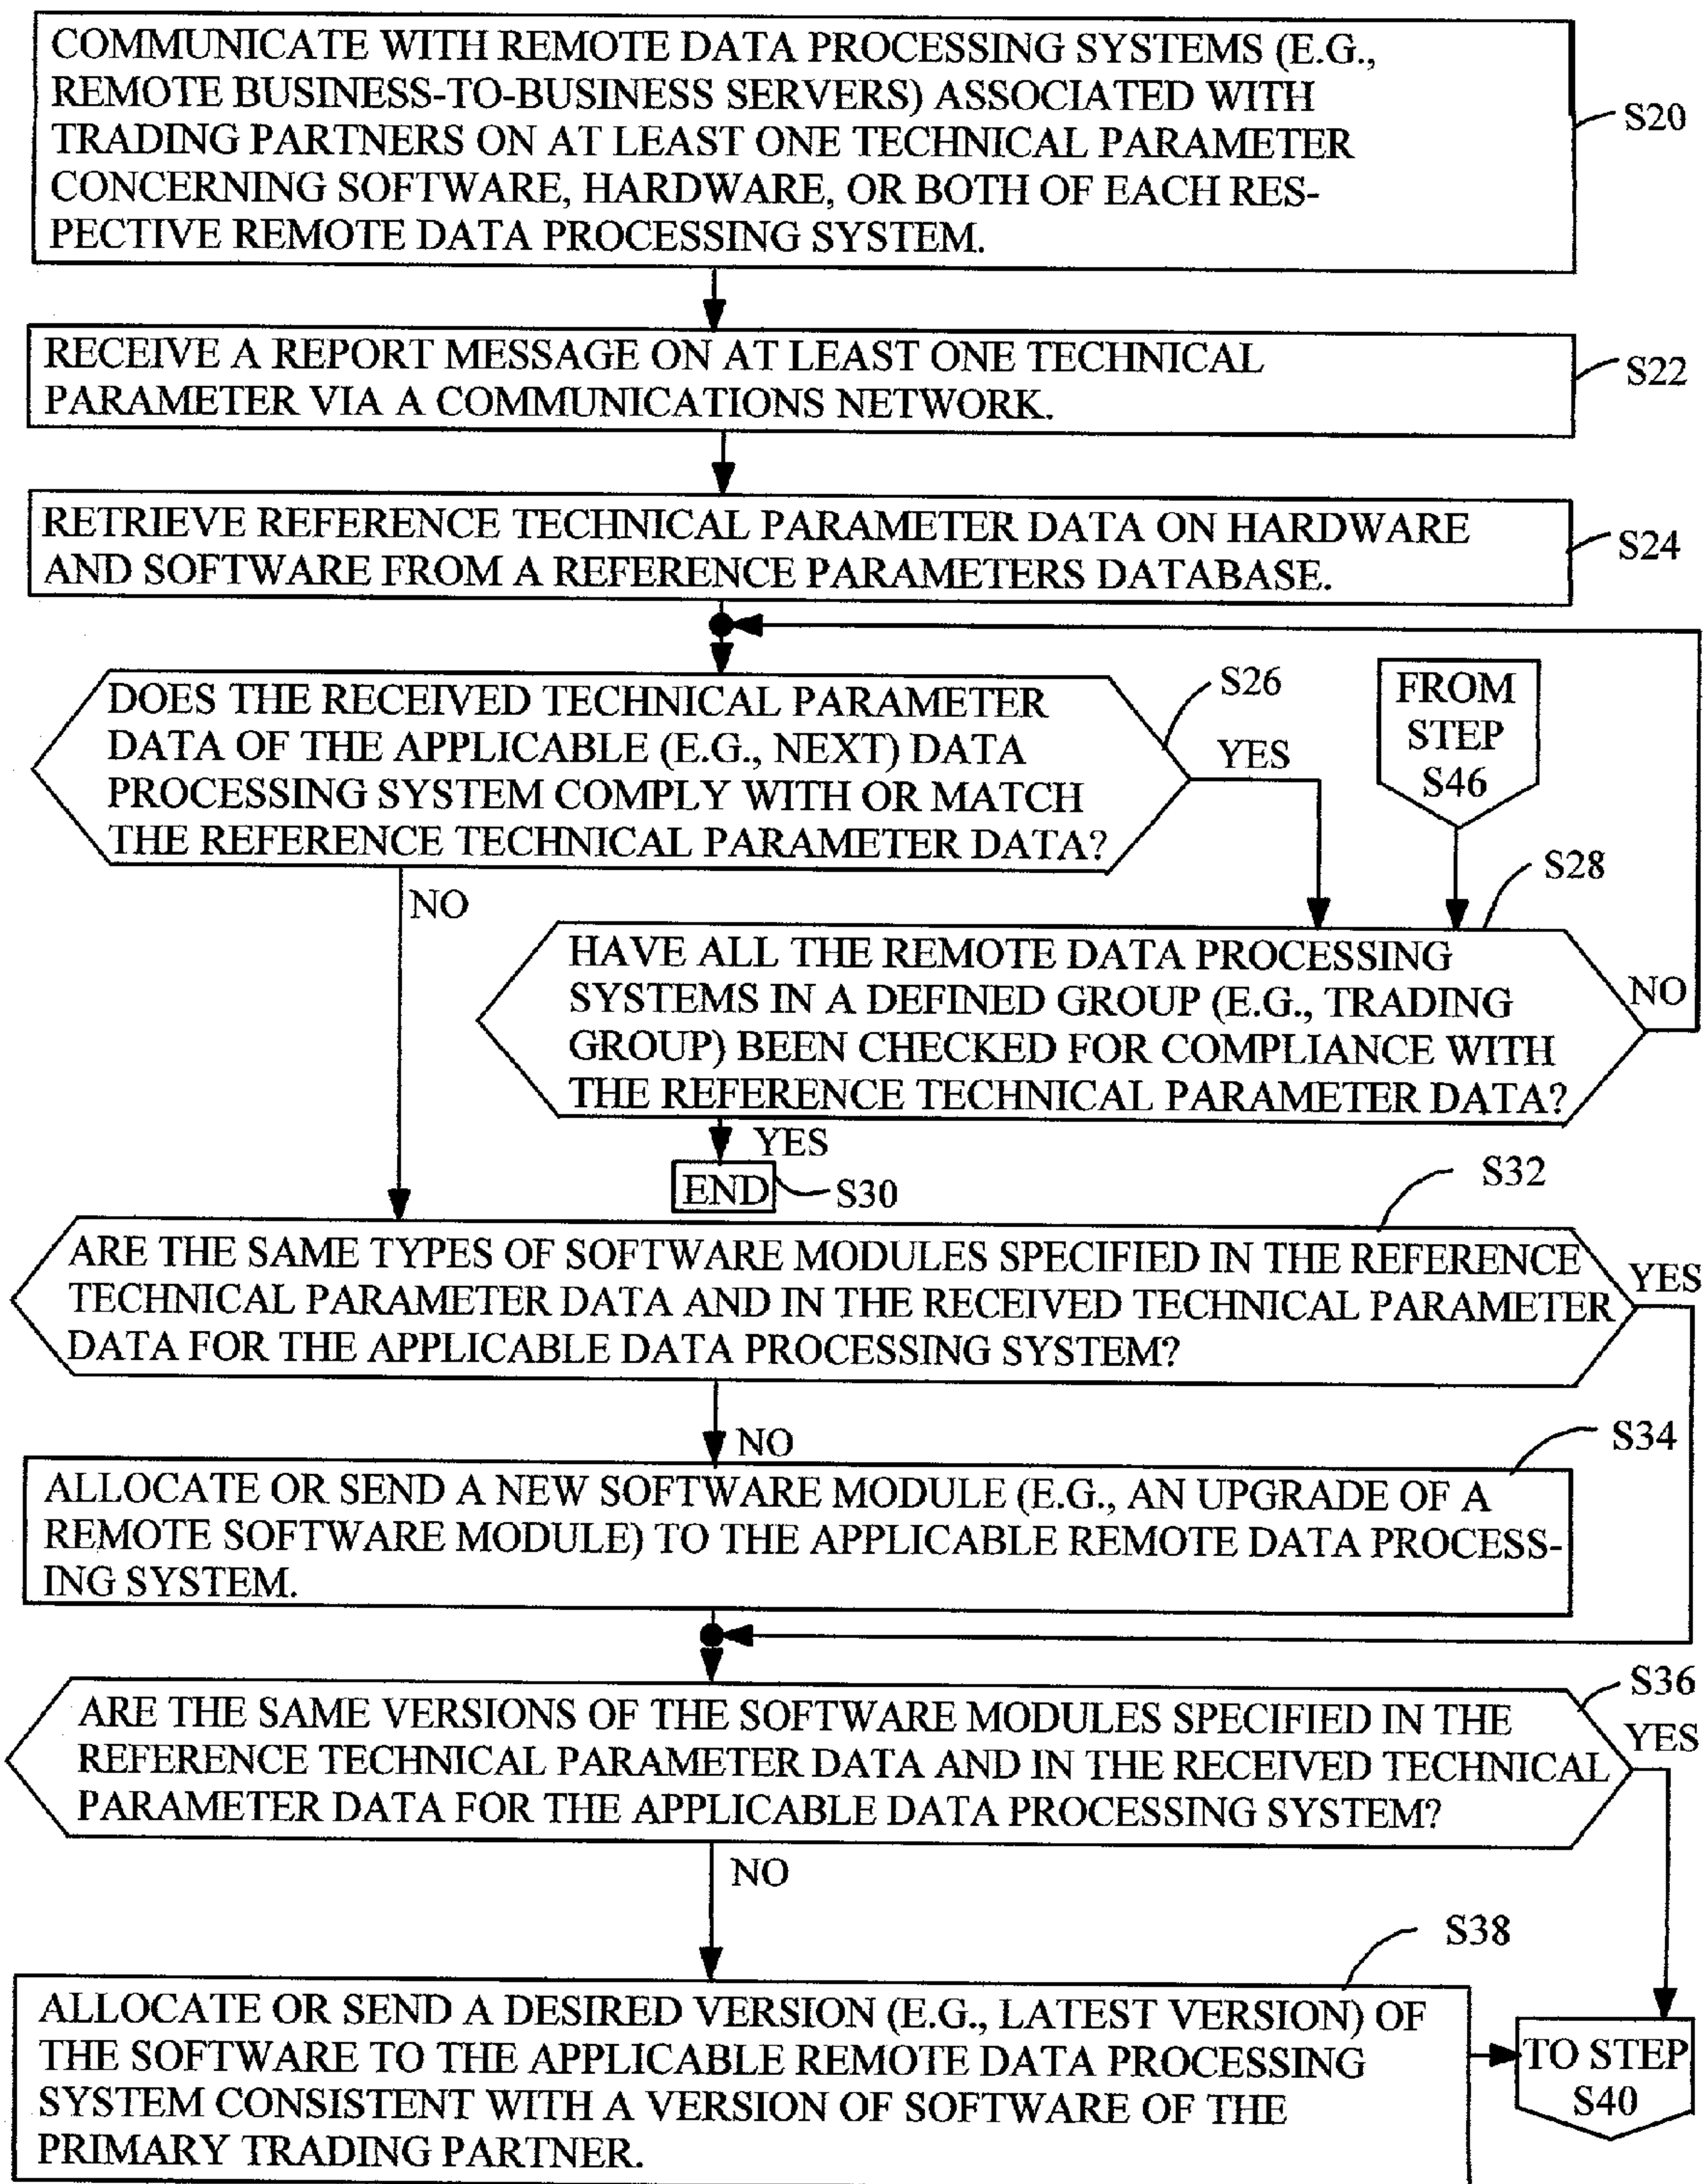 COMMUNICATE WITH REMOTE DATA PROCESSING SYSTEMS (E.G.,
REMOTE BUSINESS-TO-BUSINESS SERVERS) ASSOCIATED WITH
TRADING PARTNERS ON AT LEAST ONE TECHNICAL PARAMETER
CONCERNING SOFTWARE, HARDWARE, OR BOTH OF EACH RES-
PECTIVE REMOTE DATA PROCESSING SYSTEM.
S20
RECEIVE A REPORT MESSAGE ON AT LEAST ONE TECHNICAL
PARAMETER VIA A COMMUNICATIONS NETWORK.
S22
RETRIEVE REFERENCE TECHNICAL PARAMETER DATA ON HARDWARE
AND SOFTWARE FROM A REFERENCE PARAMETERS DATABASE.
S24
DOES THE RECEIVED TECHNICAL PARAMETER
DATA OF THE APPLICABLE (E.G., NEXT) DATA
PROCESSING SYSTEM COMPLY WITH OR MATCH
THE REFERENCE TECHNICAL PARAMETER DATA?
S26
YES
FROM
STEP
S46
NO
S28
HAVE ALL THE REMOTE DATA PROCESSING
SYSTEMS IN A DEFINED GROUP (E.G., TRADING
GROUP) BEEN CHECKED FOR COMPLIANCE WITH
THE REFERENCE TECHNICAL PARAMETER DATA?
NO
YES
END
S30
S32
ARE THE SAME TYPES OF SOFTWARE MODULES SPECIFIED IN THE REFERENCE
TECHNICAL PARAMETER DATA AND IN THE RECEIVED TECHNICAL PARAMETER
DATA FOR THE APPLICABLE DATA PROCESSING SYSTEM?
YES
NO
S34
ALLOCATE OR SEND A NEW SOFTWARE MODULE (E.G., AN UPGRADE OF A
REMOTE SOFTWARE MODULE) TO THE APPLICABLE REMOTE DATA PROCESS-
ING SYSTEM.
S36
ARE THE SAME VERSIONS OF THE SOFTWARE MODULES SPECIFIED IN THE
REFERENCE TECHNICAL PARAMETER DATA AND IN THE RECEIVED TECHNICAL
PARAMETER DATA FOR THE APPLICABLE DATA PROCESSING SYSTEM?
YES
NO
S38
ALLOCATE OR SEND A DESIRED VERSION (E.G., LATEST VERSION) OF
THE SOFTWARE TO THE APPLICABLE REMOTE DATA PROCESSING
SYSTEM CONSISTENT WITH A VERSION OF SOFTWARE OF THE
PRIMARY TRADING PARTNER.
TO STEP
S40